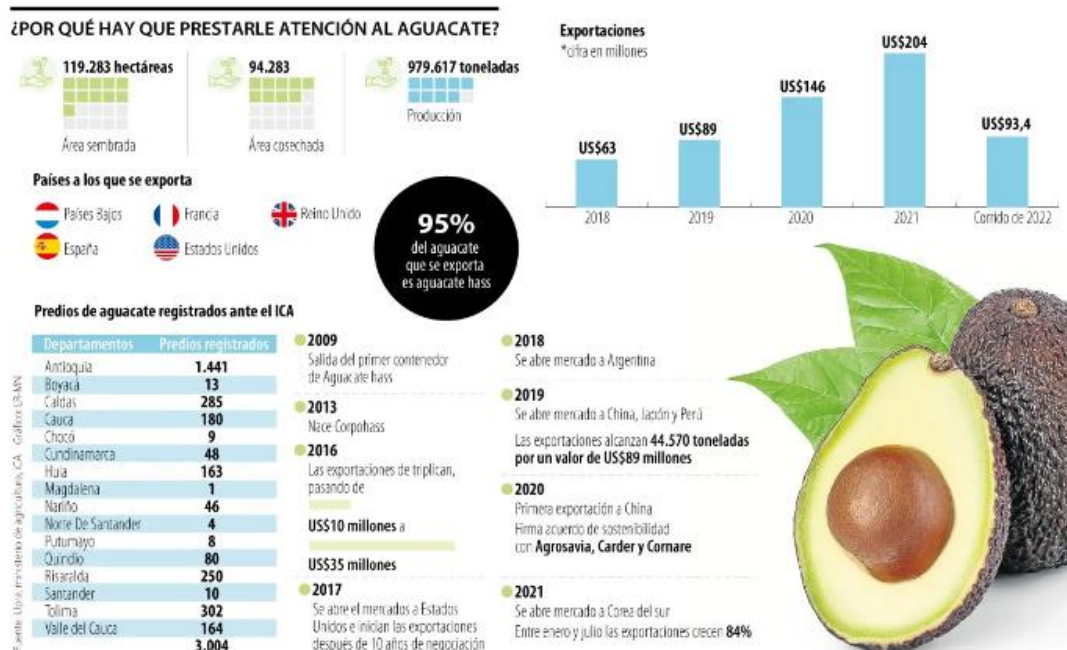 ¿POR QUÉ HAY QUE PRESTARLE ATENCIÓN AL AGUACATE?
119.283 hectáreas
Área sembrada
94.283
Área cosechada
979.617 toneladas
Producción
Países a los que se exporta
Países Bajos
Francia
Reino Unido
España
Estados Unidos
95%
del aguacate
que se exporta
es aguacate hass
Exportaciones
*cifra en millones
US$63
US$89
US$146
US$204
US$93,4
2018
2019
2020
2021
Corrido de 2022
Predios de aguacate registrados ante el ICA
Departamentos Predios registrados
Antioquia 1.441
Boyacá 13
Caldas 285
Cauca 180
Chocó 9
Cundinamarca 48
Huila 163
Magdalena 1
Nariño 46
Norte De Santander 4
Putumayo 8
Quindío 80
Risaralda 250
Santander 10
Tolima 302
Valle del Cauca 164
3.004
2009
Salida del primer contenedor
de Aguacate hass
2013
Nace Corpohass
2016
Las exportaciones de triplican,
pasando de
US$10 millones a
US$35 millones
2017
Se abre el mercados a Estados
Unidos e inician las exportaciones
después de 10 años de negociación
2018
Se abre mercado a Argentina
2019
Se abre mercado a China, Japón y Perú
Las exportaciones alcanzan 44.570 toneladas
por un valor de US$89 millones
2020
Primera exportación a China
Firma acuerdo de sostenibilidad
con Agrosavia, Carder y Cornare
2021
Se abre mercado a Corea del sur
Entre enero y julio las exportaciones crecen 84%
Fuente: ministerio de agricultura, ICA Gráfico: LR-MN